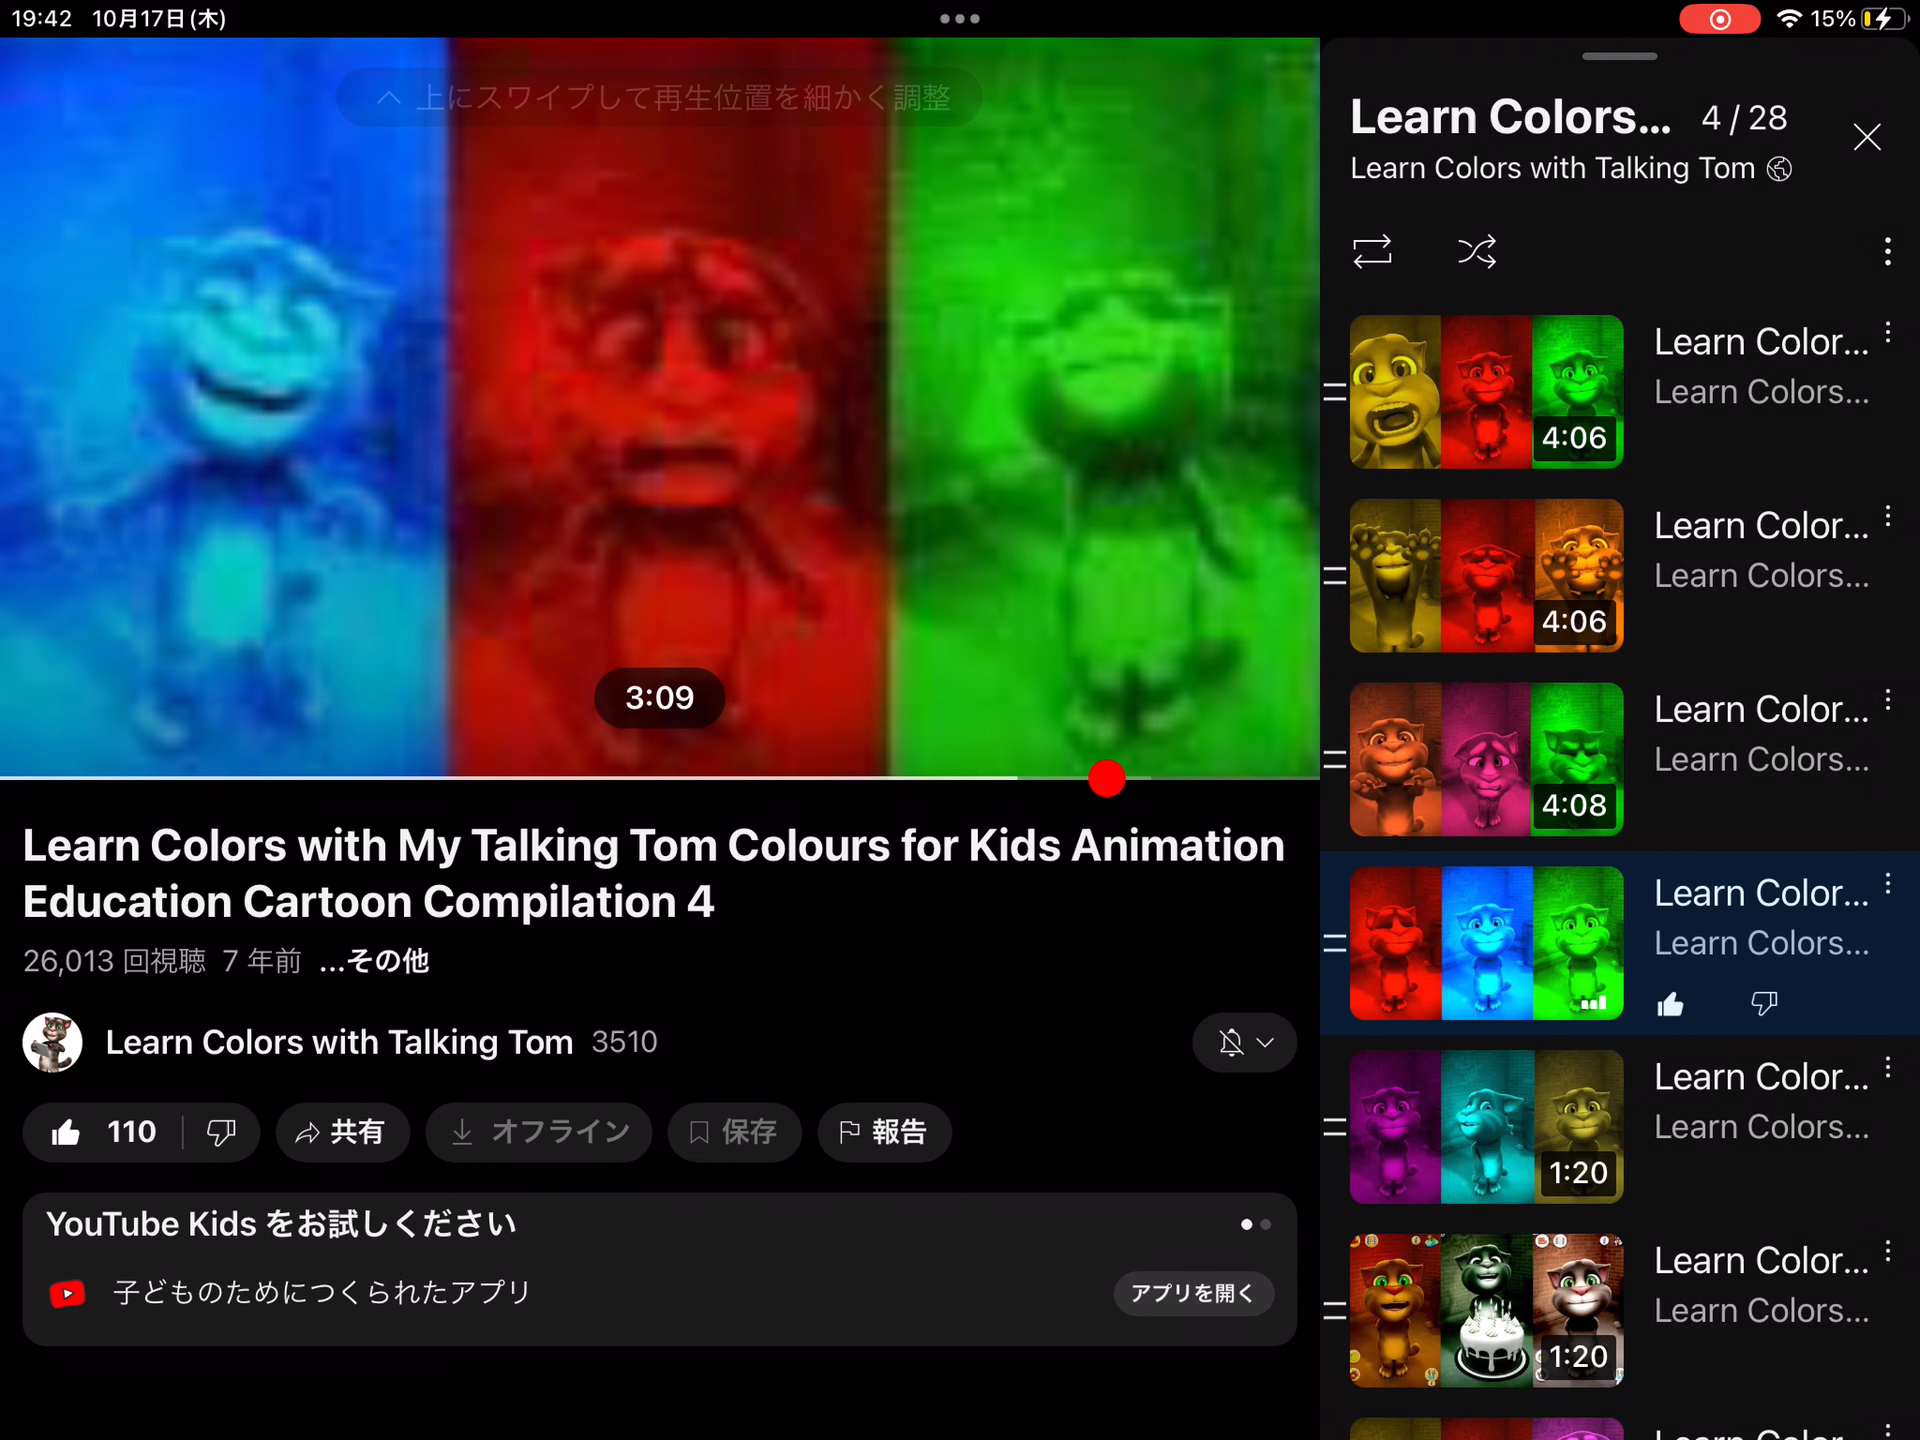 19:42 10月17日(木)
15%
上にスワイプして再生位置を細かく調整
3:09
Learn Colors with My Talking Tom Colours for Kids Animation
Education Cartoon Compilation 4
26,013 回視聴 7 年前 ...その他
Learn Colors with Talking Tom 3510
110
共有
オフライン
保存
報告
YouTube Kids をお試しください
子どものためにつくられたアプリ
アプリを開く
Learn Colors... 4 / 28
Learn Colors with Talking Tom
Learn Color...
Learn Colors...
4:06
Learn Color...
Learn Colors...
4:06
Learn Color...
Learn Colors...
4:08
Learn Color...
Learn Colors...
Learn Color...
Learn Colors...
1:20
Learn Color...
Learn Colors...
1:20